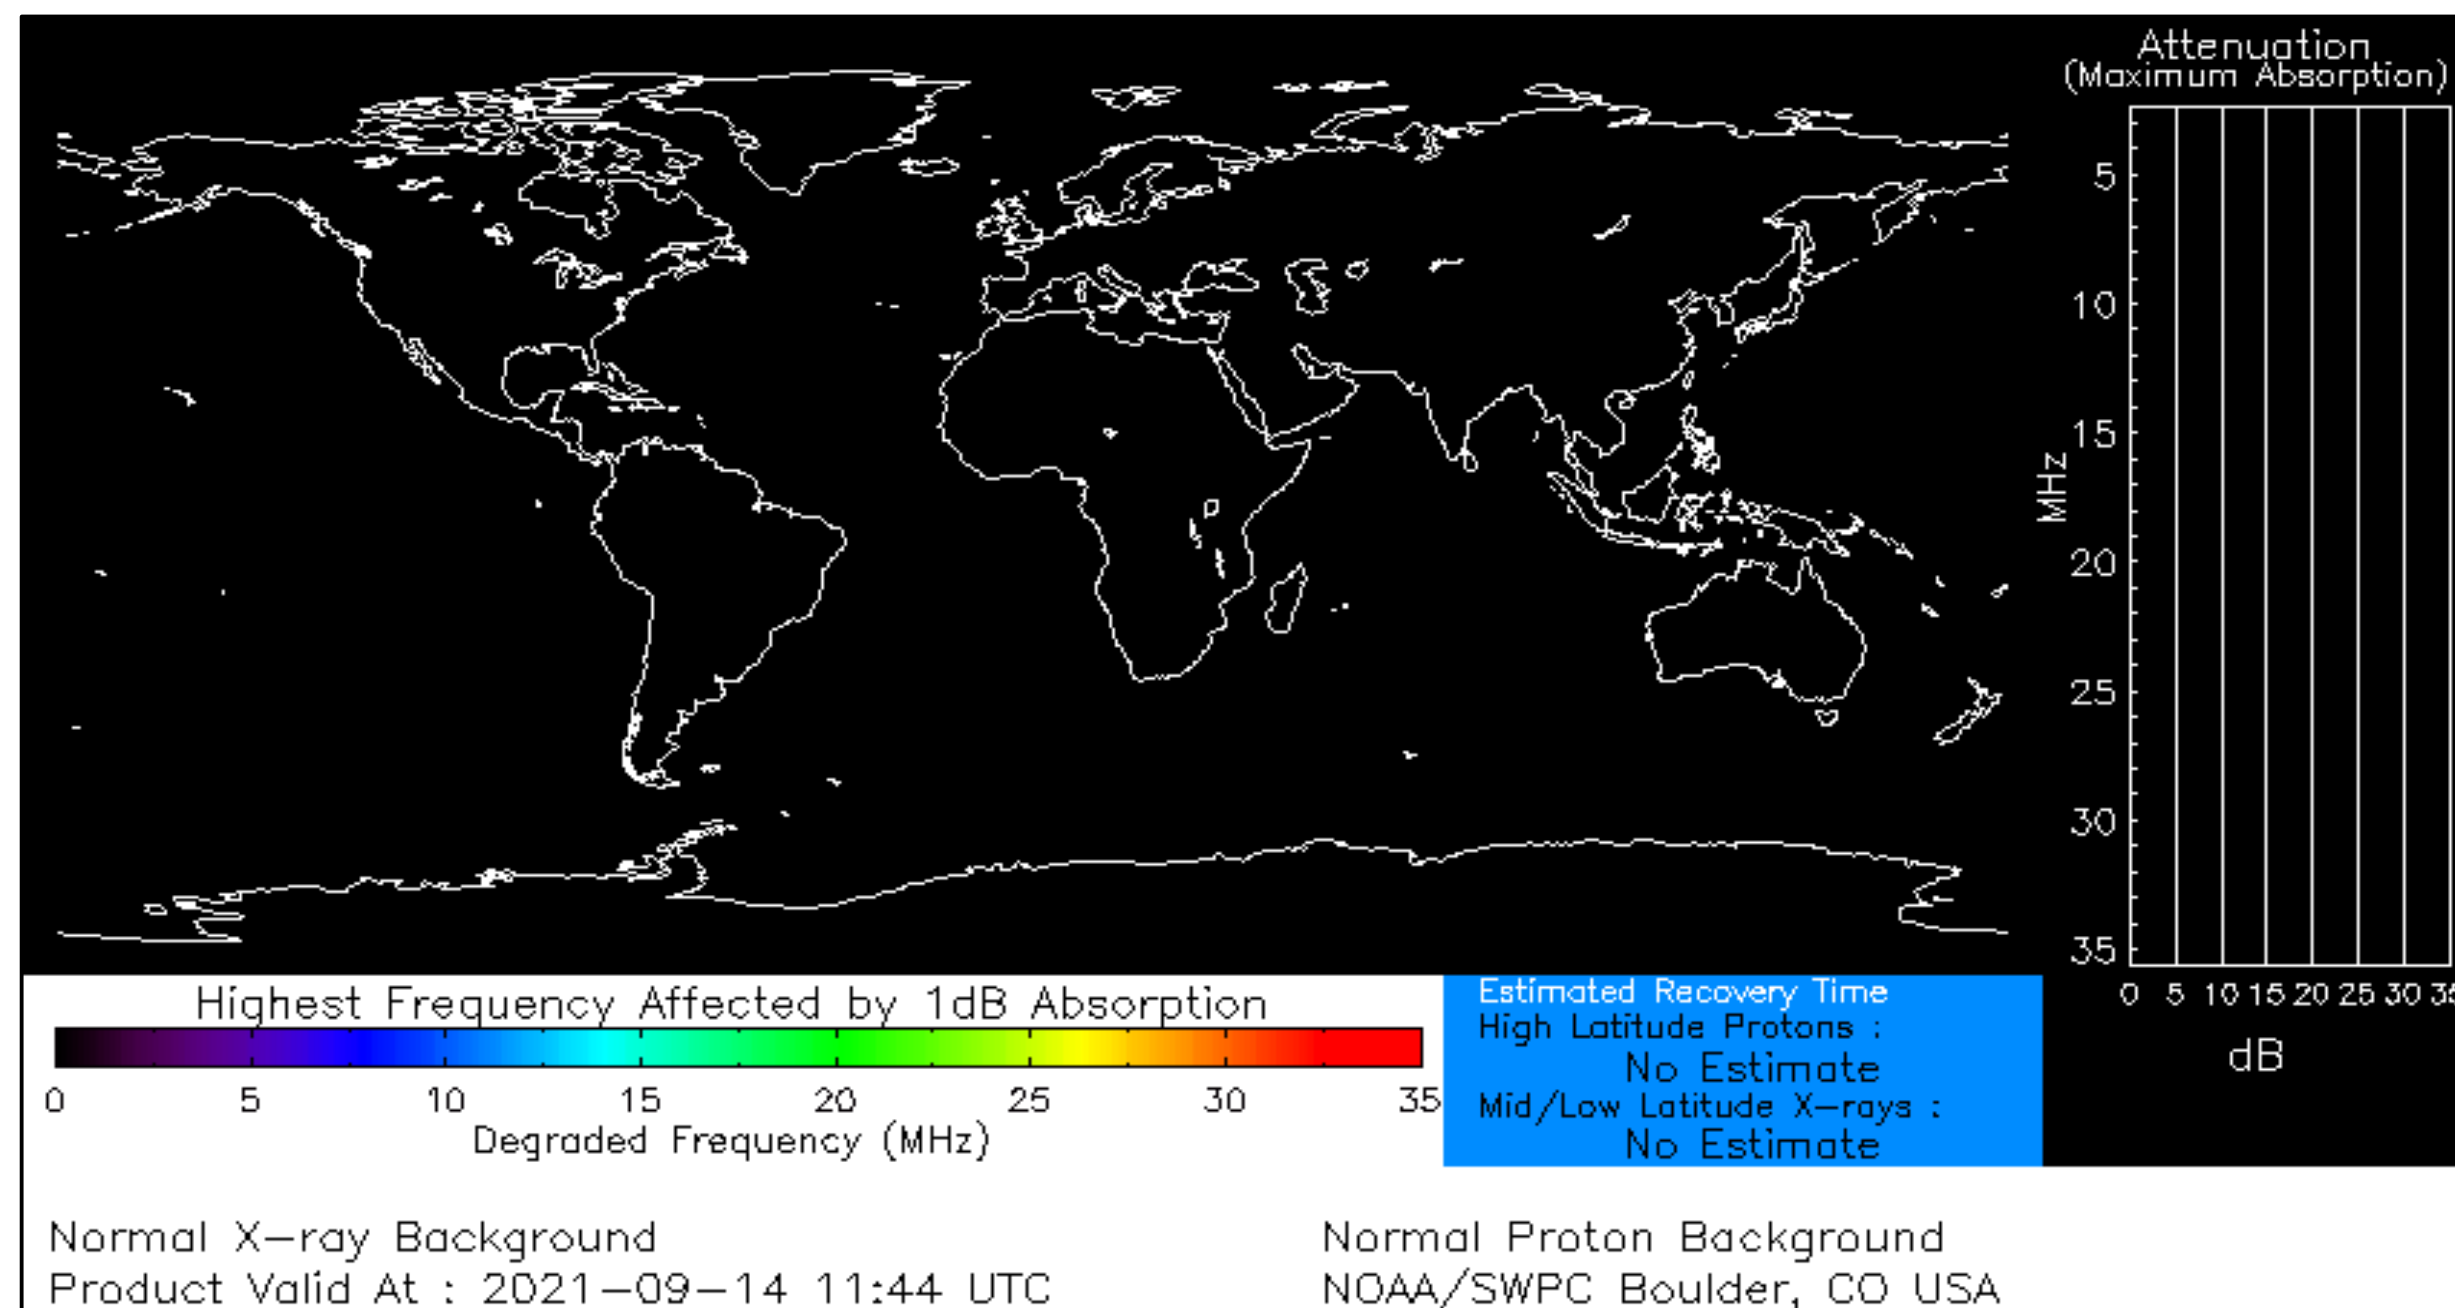 Attenuation
(Maximum Absorption)
5
10
15
20
25
30
35
MHz
0 5 10 15 20 25 30
dB
Highest Frequency Affected by 1dB Absorption
0 5 10 15 20 25 30 35
Degraded Frequency (MHz)
Estimated Recovery Time
High Latitude Protons :
No Estimate
Mid/Low Latitude X-rays :
No Estimate
Normal X-ray Background
Normal Proton Background
Product Valid At : 2021-09-14 11:44 UTC
NOAA/SWPC Boulder, CO USA